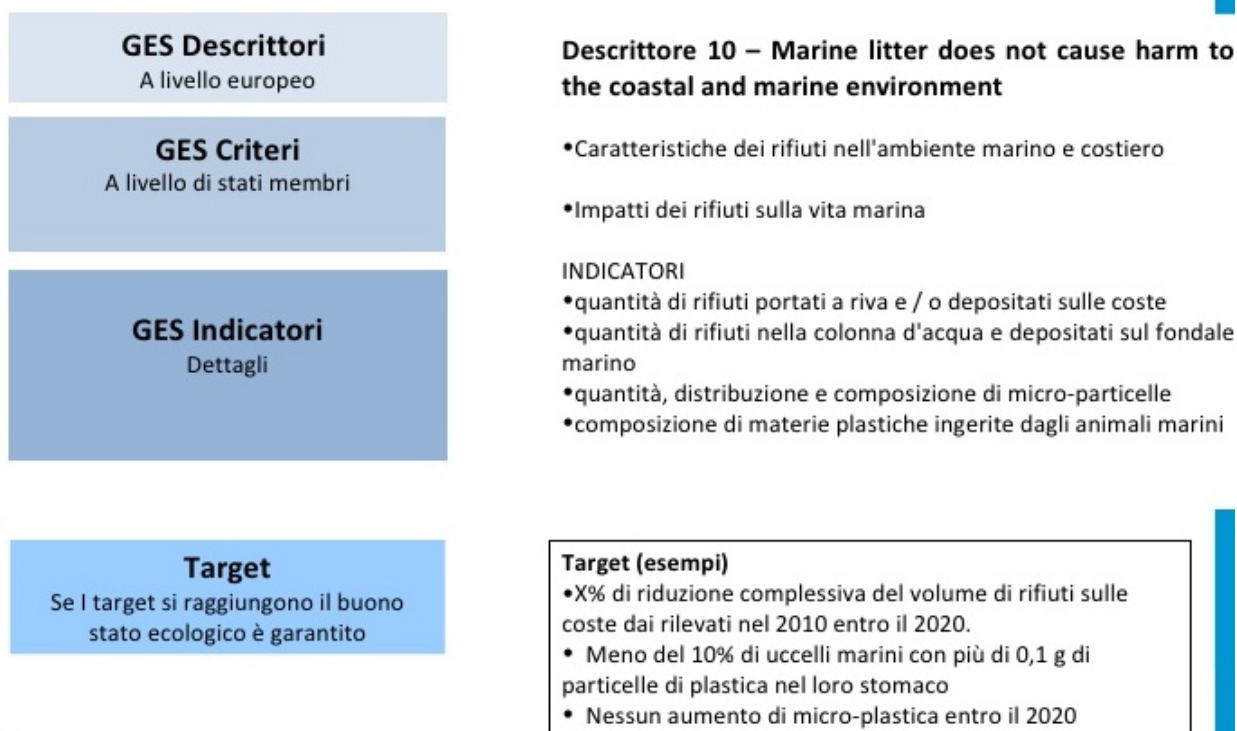 GES Descrittori
A livello europeo
Descrittore 10 – Marine litter does not cause harm to
the coastal and marine environment
GES Criteri
A livello di stati membri
•Caratteristiche dei rifiuti nell'ambiente marino e costiero
•Impatti dei rifiuti sulla vita marina
GES Indicatori
Dettagli
INDICATORI
•quantità di rifiuti portati a riva e / o depositati sulle coste
•quantità di rifiuti nella colonna d'acqua e depositati sul fondale
marino
•quantità, distribuzione e composizione di micro-particelle
•composizione di materie plastiche ingerite dagli animali marini
Target
Se I target si raggiungono il buono
stato ecologico è garantito
Target (esempi)
•X% di riduzione complessiva del volume di rifiuti sulle
coste dai rilevati nel 2010 entro il 2020.
• Meno del 10% di uccelli marini con più di 0,1 g di
particelle di plastica nel loro stomaco
• Nessun aumento di micro-plastica entro il 2020